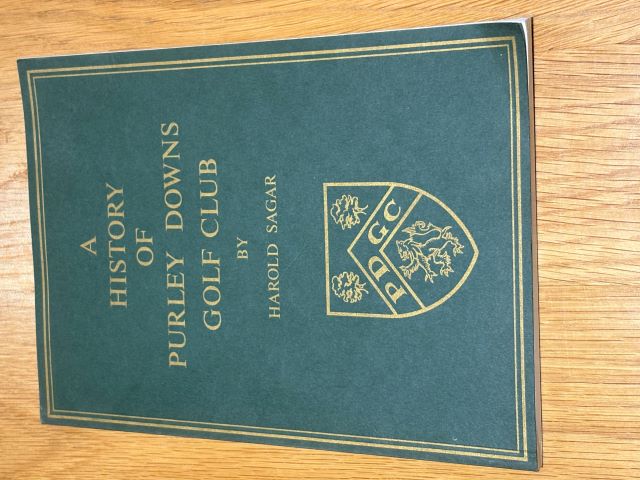 A
HISTORY
OF
PURLEY DOWNS
GOLF CLUB
BY
HAROLD SAGAR
PDGC